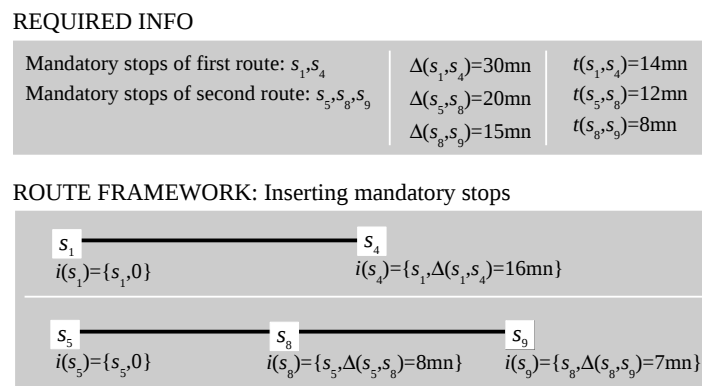 REQUIRED INFO
Mandatory stops of first route: s₁,s₄
Mandatory stops of second route: s₅,s₈,s₉
Δ(s₁,s₄)=30mn
Δ(s₅,s₈)=20mn
Δ(s₈,s₉)=15mn
t(s₁,s₄)=14mn
t(s₅,s₈)=12mn
t(s₈,s₉)=8mn
ROUTE FRAMEWORK: Inserting mandatory stops
s₁ s₄
i(s₁)={s₁,0} i(s₄)={s₁,Δ(s₁,s₄)=16mn}
s₅ s₈ s₉
i(s₅)={s₅,0} i(s₈)={s₅,Δ(s₅,s₈)=8mn} i(s₉)={s₈,Δ(s₈,s₉)=7mn}